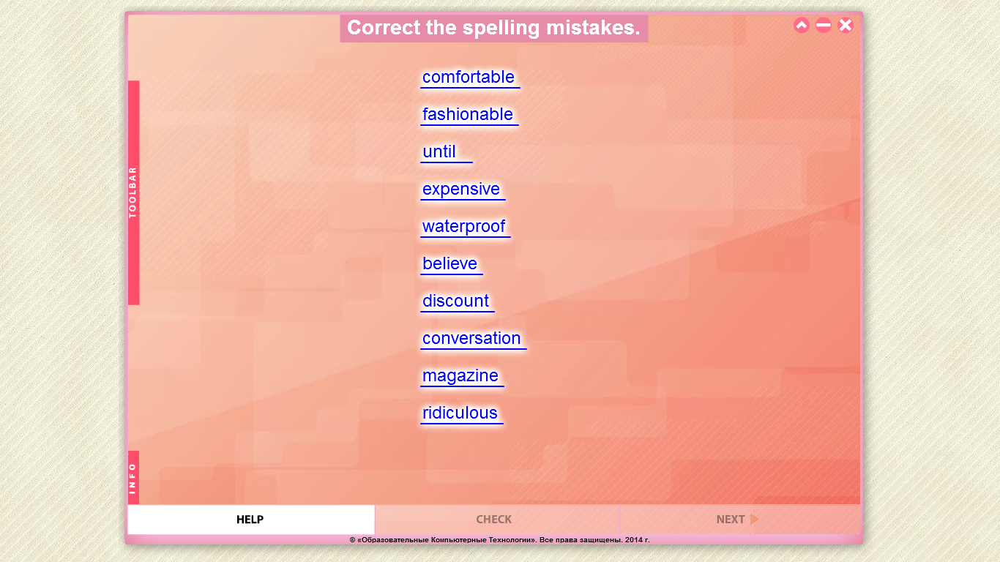 Correct the spelling mistakes.
comfortable
fashionable
until
expensive
waterproof
believe
discount
conversation
magazine
ridiculous
TOOLBAR
INFO
HELP
CHECK
NEXT
© «Образовательные Компьютерные Технологии». Все права защищены. 2014 г.